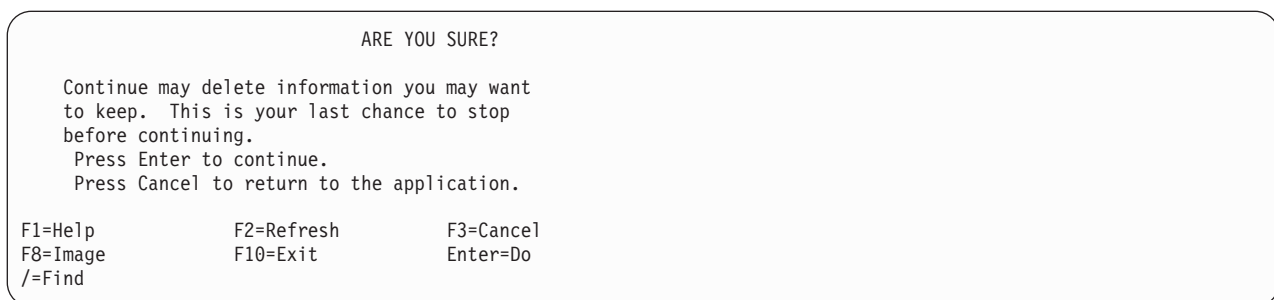 ARE YOU SURE?
Continue may delete information you may want
to keep.  This is your last chance to stop
before continuing.
Press Enter to continue.
Press Cancel to return to the application.
F1=Help F2=Refresh F3=Cancel
F8=Image F10=Exit Enter=Do
/=Find